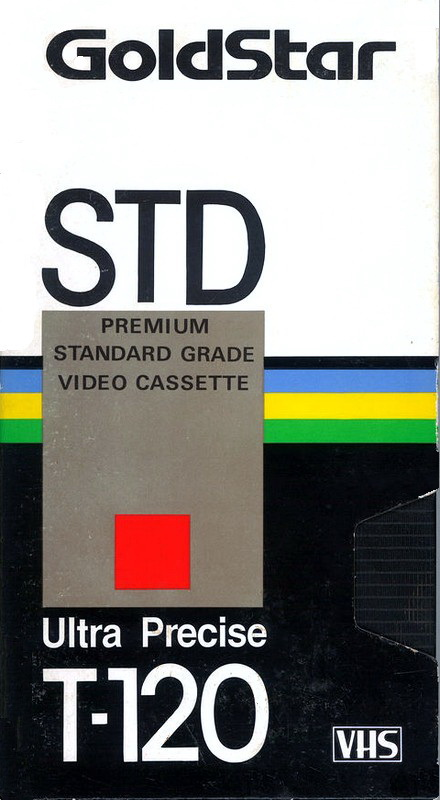 GoldStar
STD
PREMIUM
STANDARD GRADE
VIDEO CASSETTE
Ultra Precise
T-120
VHS